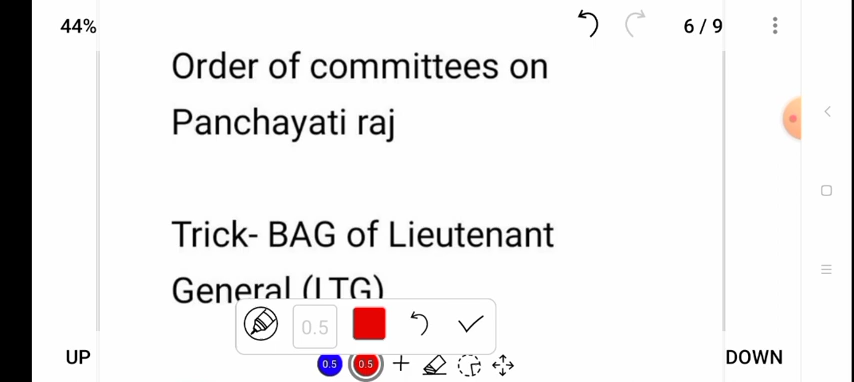 44%
6 / 9
Order of committees on
Panchayati raj
Trick- BAG of Lieutenant
General (LTG)
0.5
UP
0.5
0.5
DOWN